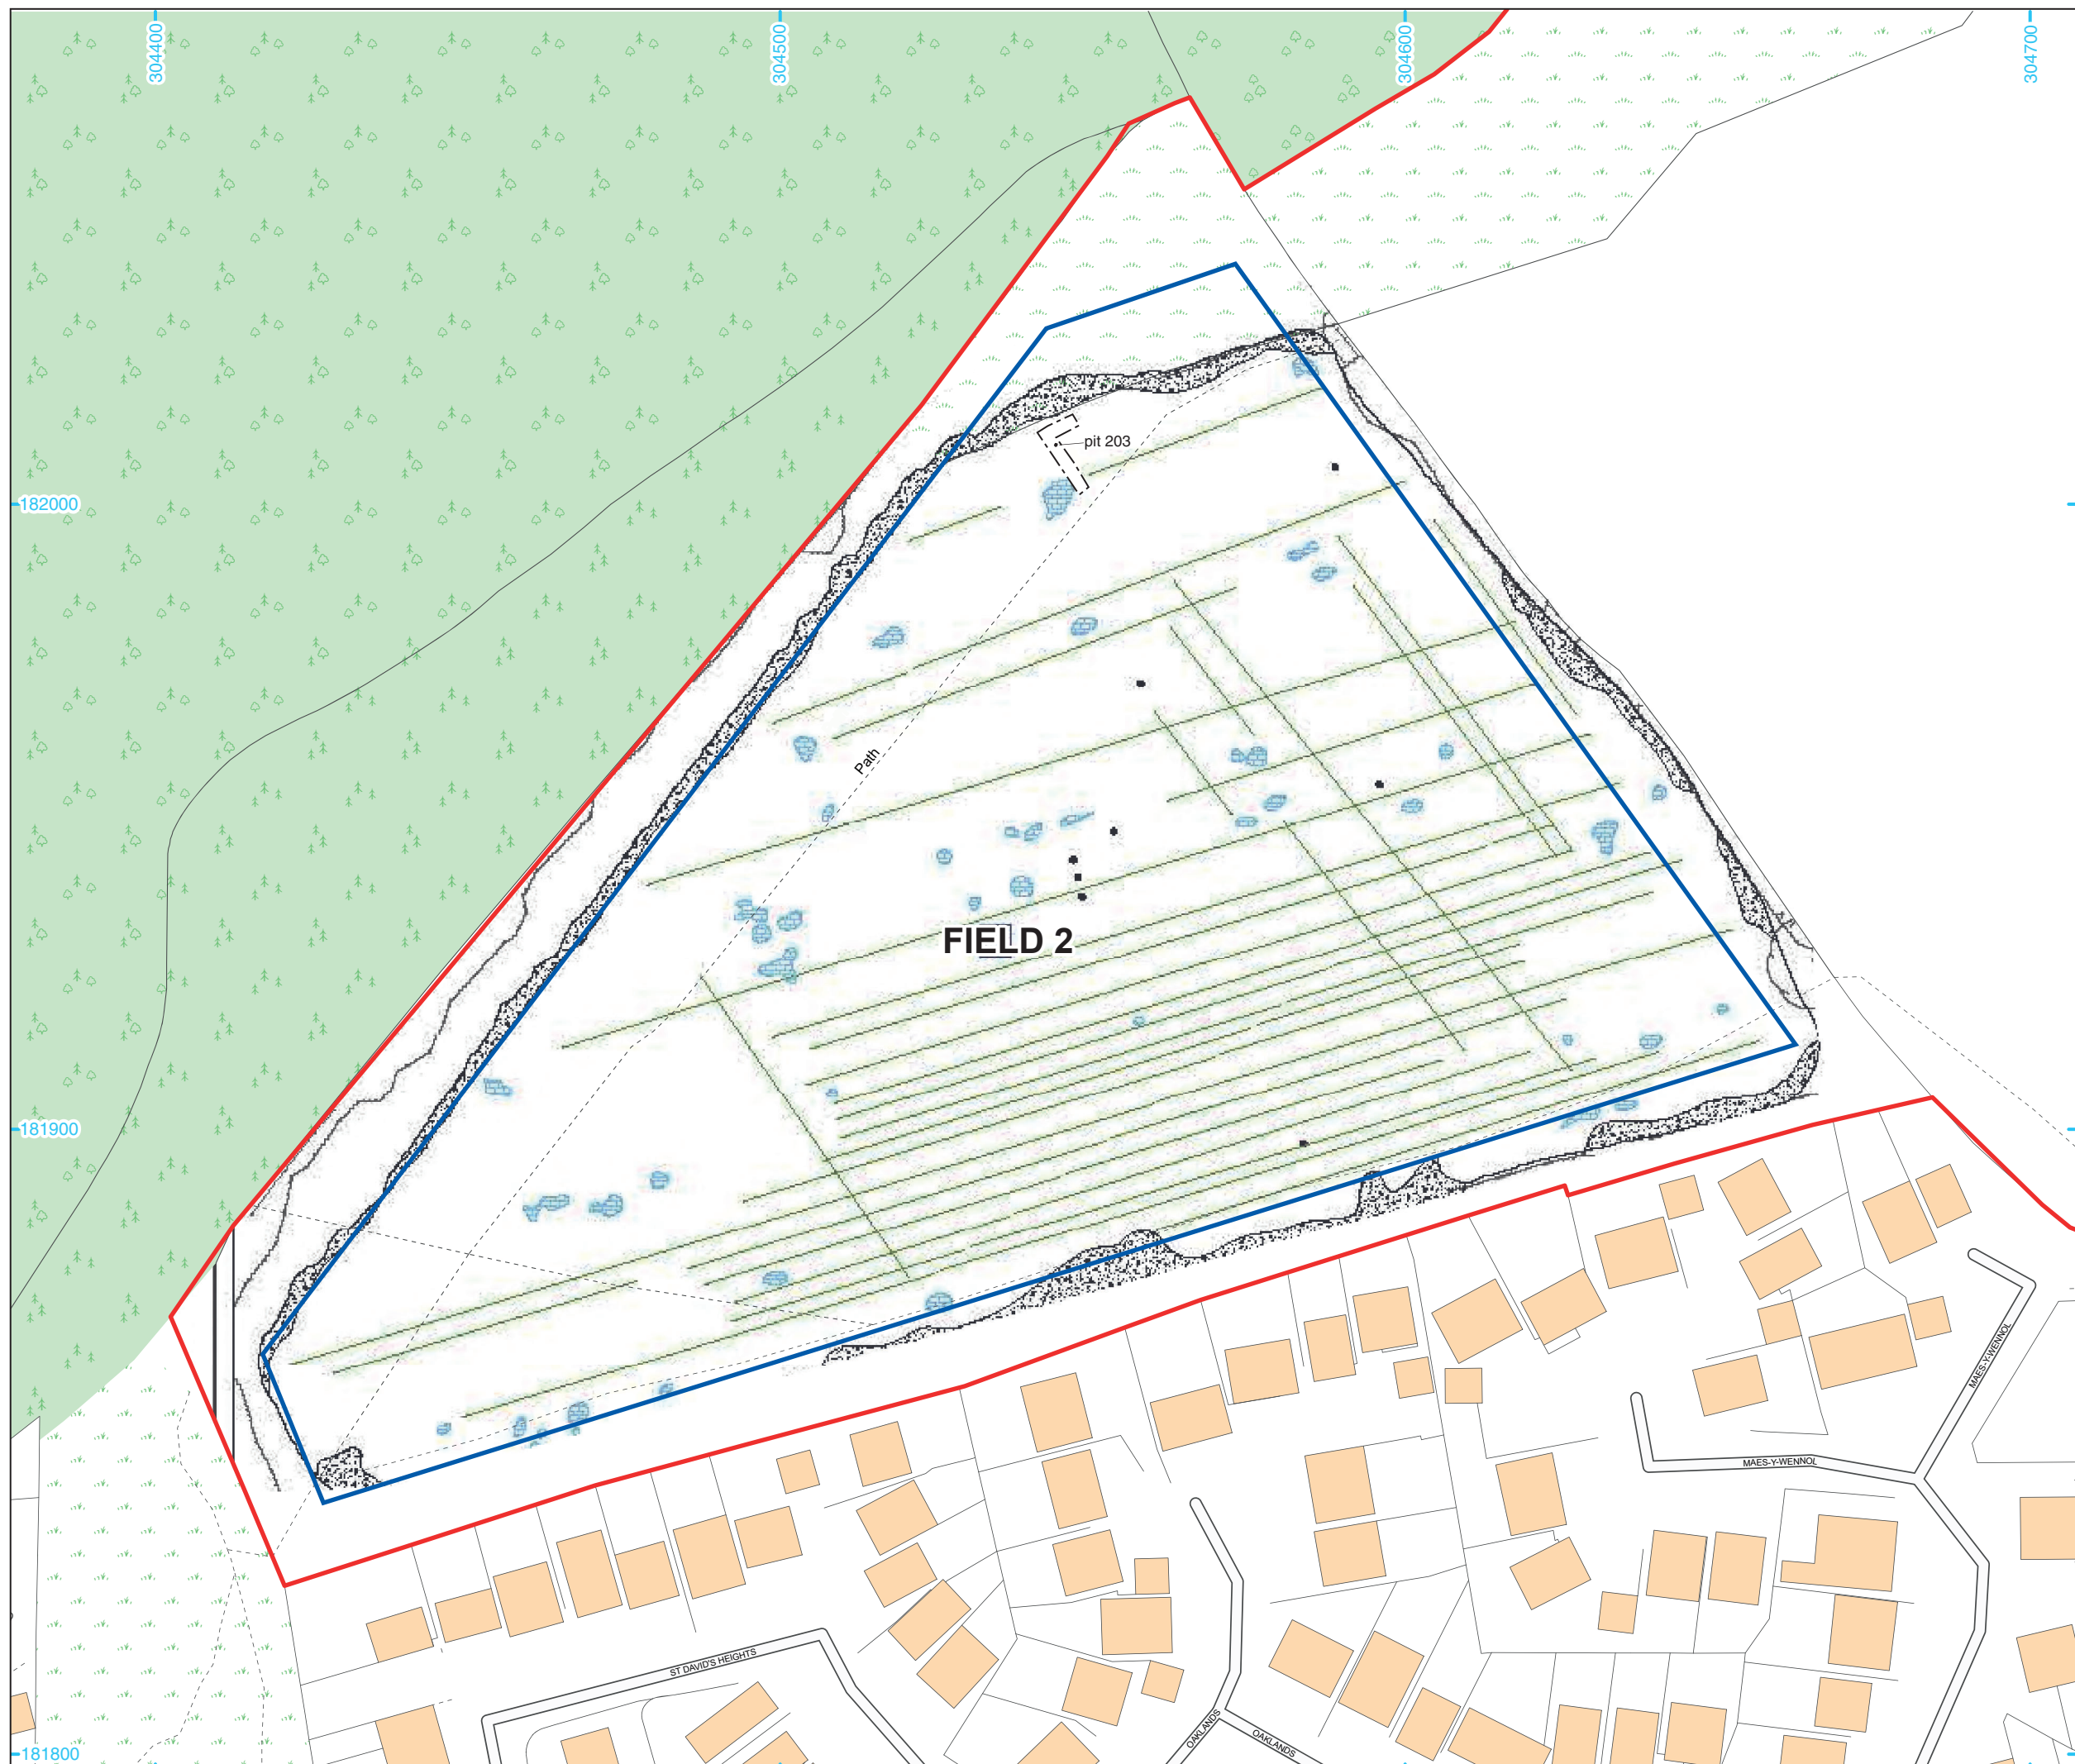 304400
304500
304600
304700
pit 203
182000
Path
FIELD 2
181900
MAES-Y-WENNOL
MAES-Y-WENNOL
ST DAVID'S HEIGHTS
OAKLANDS
OAKLANDS
181800